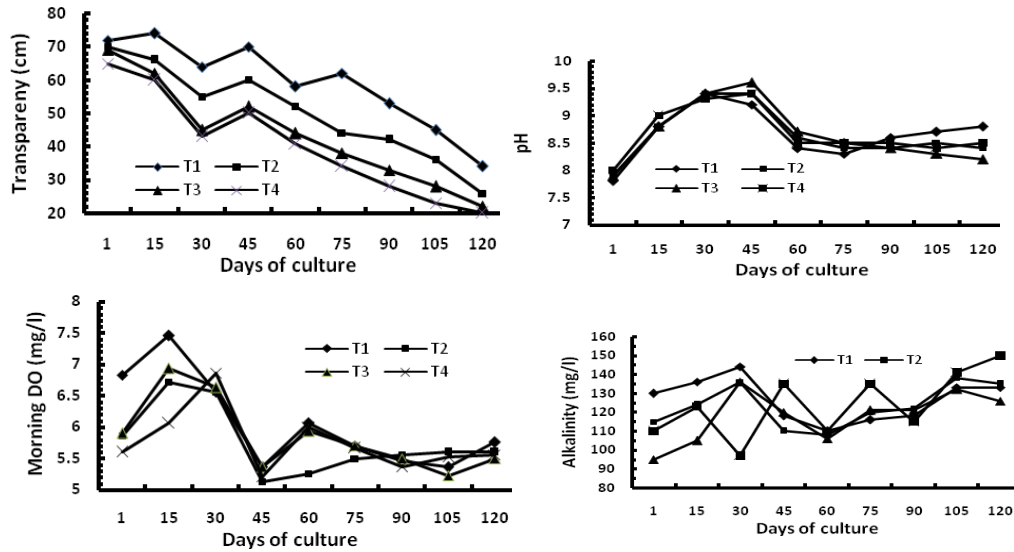 Transpareny (cm)
80
70
60
50
40
30
20
T1 T2
T3 T4
1 15 30 45 60 75 90 105 120
Days of culture
pH
10
9.5
9
8.5
8
7.5
7
T1 T2
T3 T4
1 15 30 45 60 75 90 105 120
Days of culture
Morning DO (mg/l)
8
7.5
7
6.5
6
5.5
5
T1 T2
T3 T4
1 15 30 45 60 75 90 105 120
Days of culture
Alkalinity (mg/l)
160
150
140
130
120
110
100
90
80
T1 T2
1 15 30 45 60 75 90 105 120
Days of culture